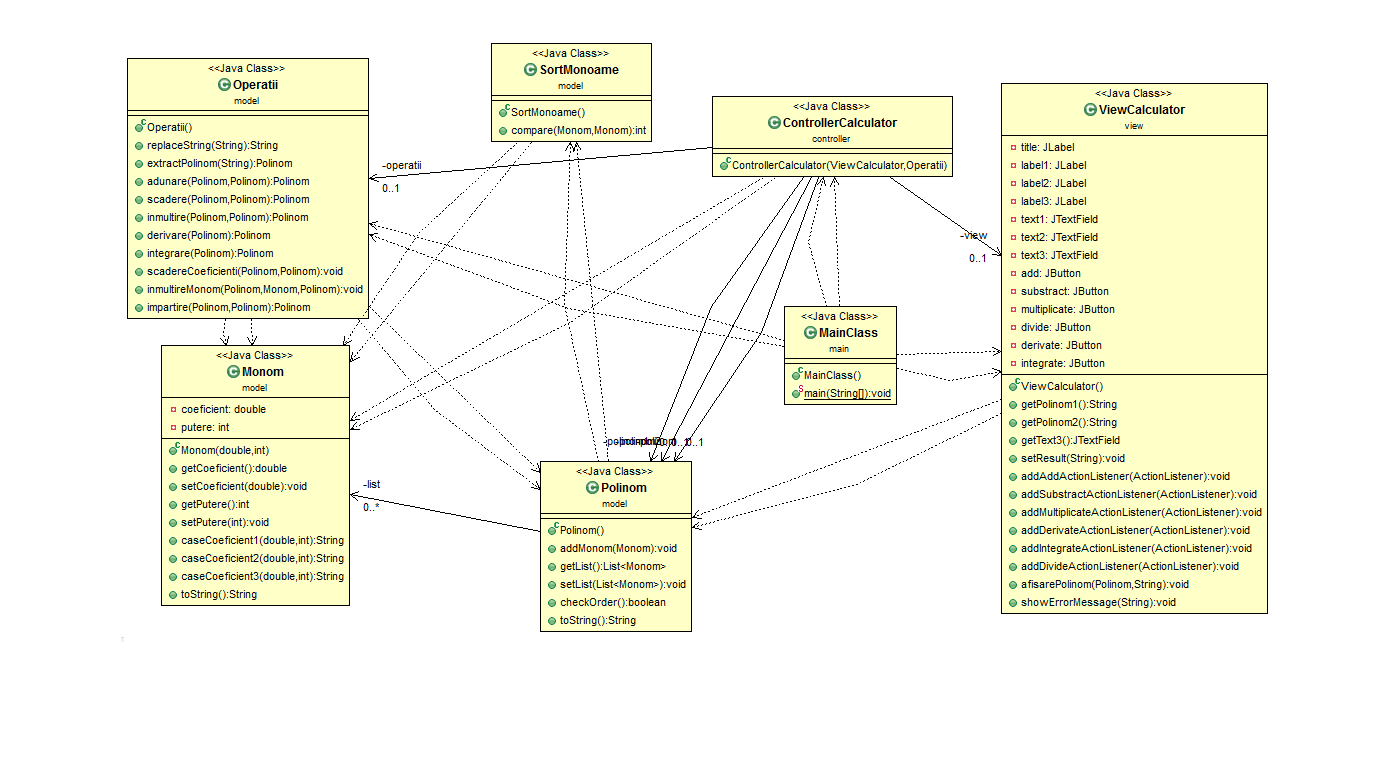 <<Java Class>>
Operatii
model
Operatii()
replaceString(String):String
extractPolinom(String):Polinom
adunare(Polinom,Polinom):Polinom
scadere(Polinom,Polinom):Polinom
inmultire(Polinom,Polinom):Polinom
derivare(Polinom):Polinom
integrare(Polinom):Polinom
scadereCoeficienti(Polinom,Polinom):void
inmultireMonom(Polinom,Monom,Polinom):void
impartire(Polinom,Polinom):Polinom
<<Java Class>>
SortMonoame
model
SortMonoame()
compare(Monom,Monom):int
<<Java Class>>
ControllerCalculator
controller
ControllerCalculator(ViewCalculator,Operatii)
-operatii
0..1
-view
0..1
<<Java Class>>
ViewCalculator
view
title: JLabel
label1: JLabel
label2: JLabel
label3: JLabel
text1: JTextField
text2: JTextField
text3: JTextField
add: JButton
substract: JButton
multiplicate: JButton
divide: JButton
derivate: JButton
integrate: JButton
ViewCalculator()
getPolinom1():String
getPolinom2():String
getText3():JTextField
setResult(String):void
addAddActionListener(ActionListener):void
addSubstractActionListener(ActionListener):void
addMultiplicateActionListener(ActionListener):void
addDerivateActionListener(ActionListener):void
addIntegrateActionListener(ActionListener):void
addDivideActionListener(ActionListener):void
afisarePolinom(Polinom,String):void
showErrorMessage(String):void
<<Java Class>>
MainClass
main
MainClass()
main(String[]):void
<<Java Class>>
Monom
model
coeficient: double
putere: int
Monom(double,int)
getCoeficient():double
setCoeficient(double):void
getPutere():int
setPutere(int):void
caseCoeficient1(double,int):String
caseCoeficient2(double,int):String
caseCoeficient3(double,int):String
toString():String
-list
0..*
0..1
<<Java Class>>
Polinom
model
Polinom()
addMonom(Monom):void
getList():List<Monom>
setList(List<Monom>):void
checkOrder():boolean
toString():String